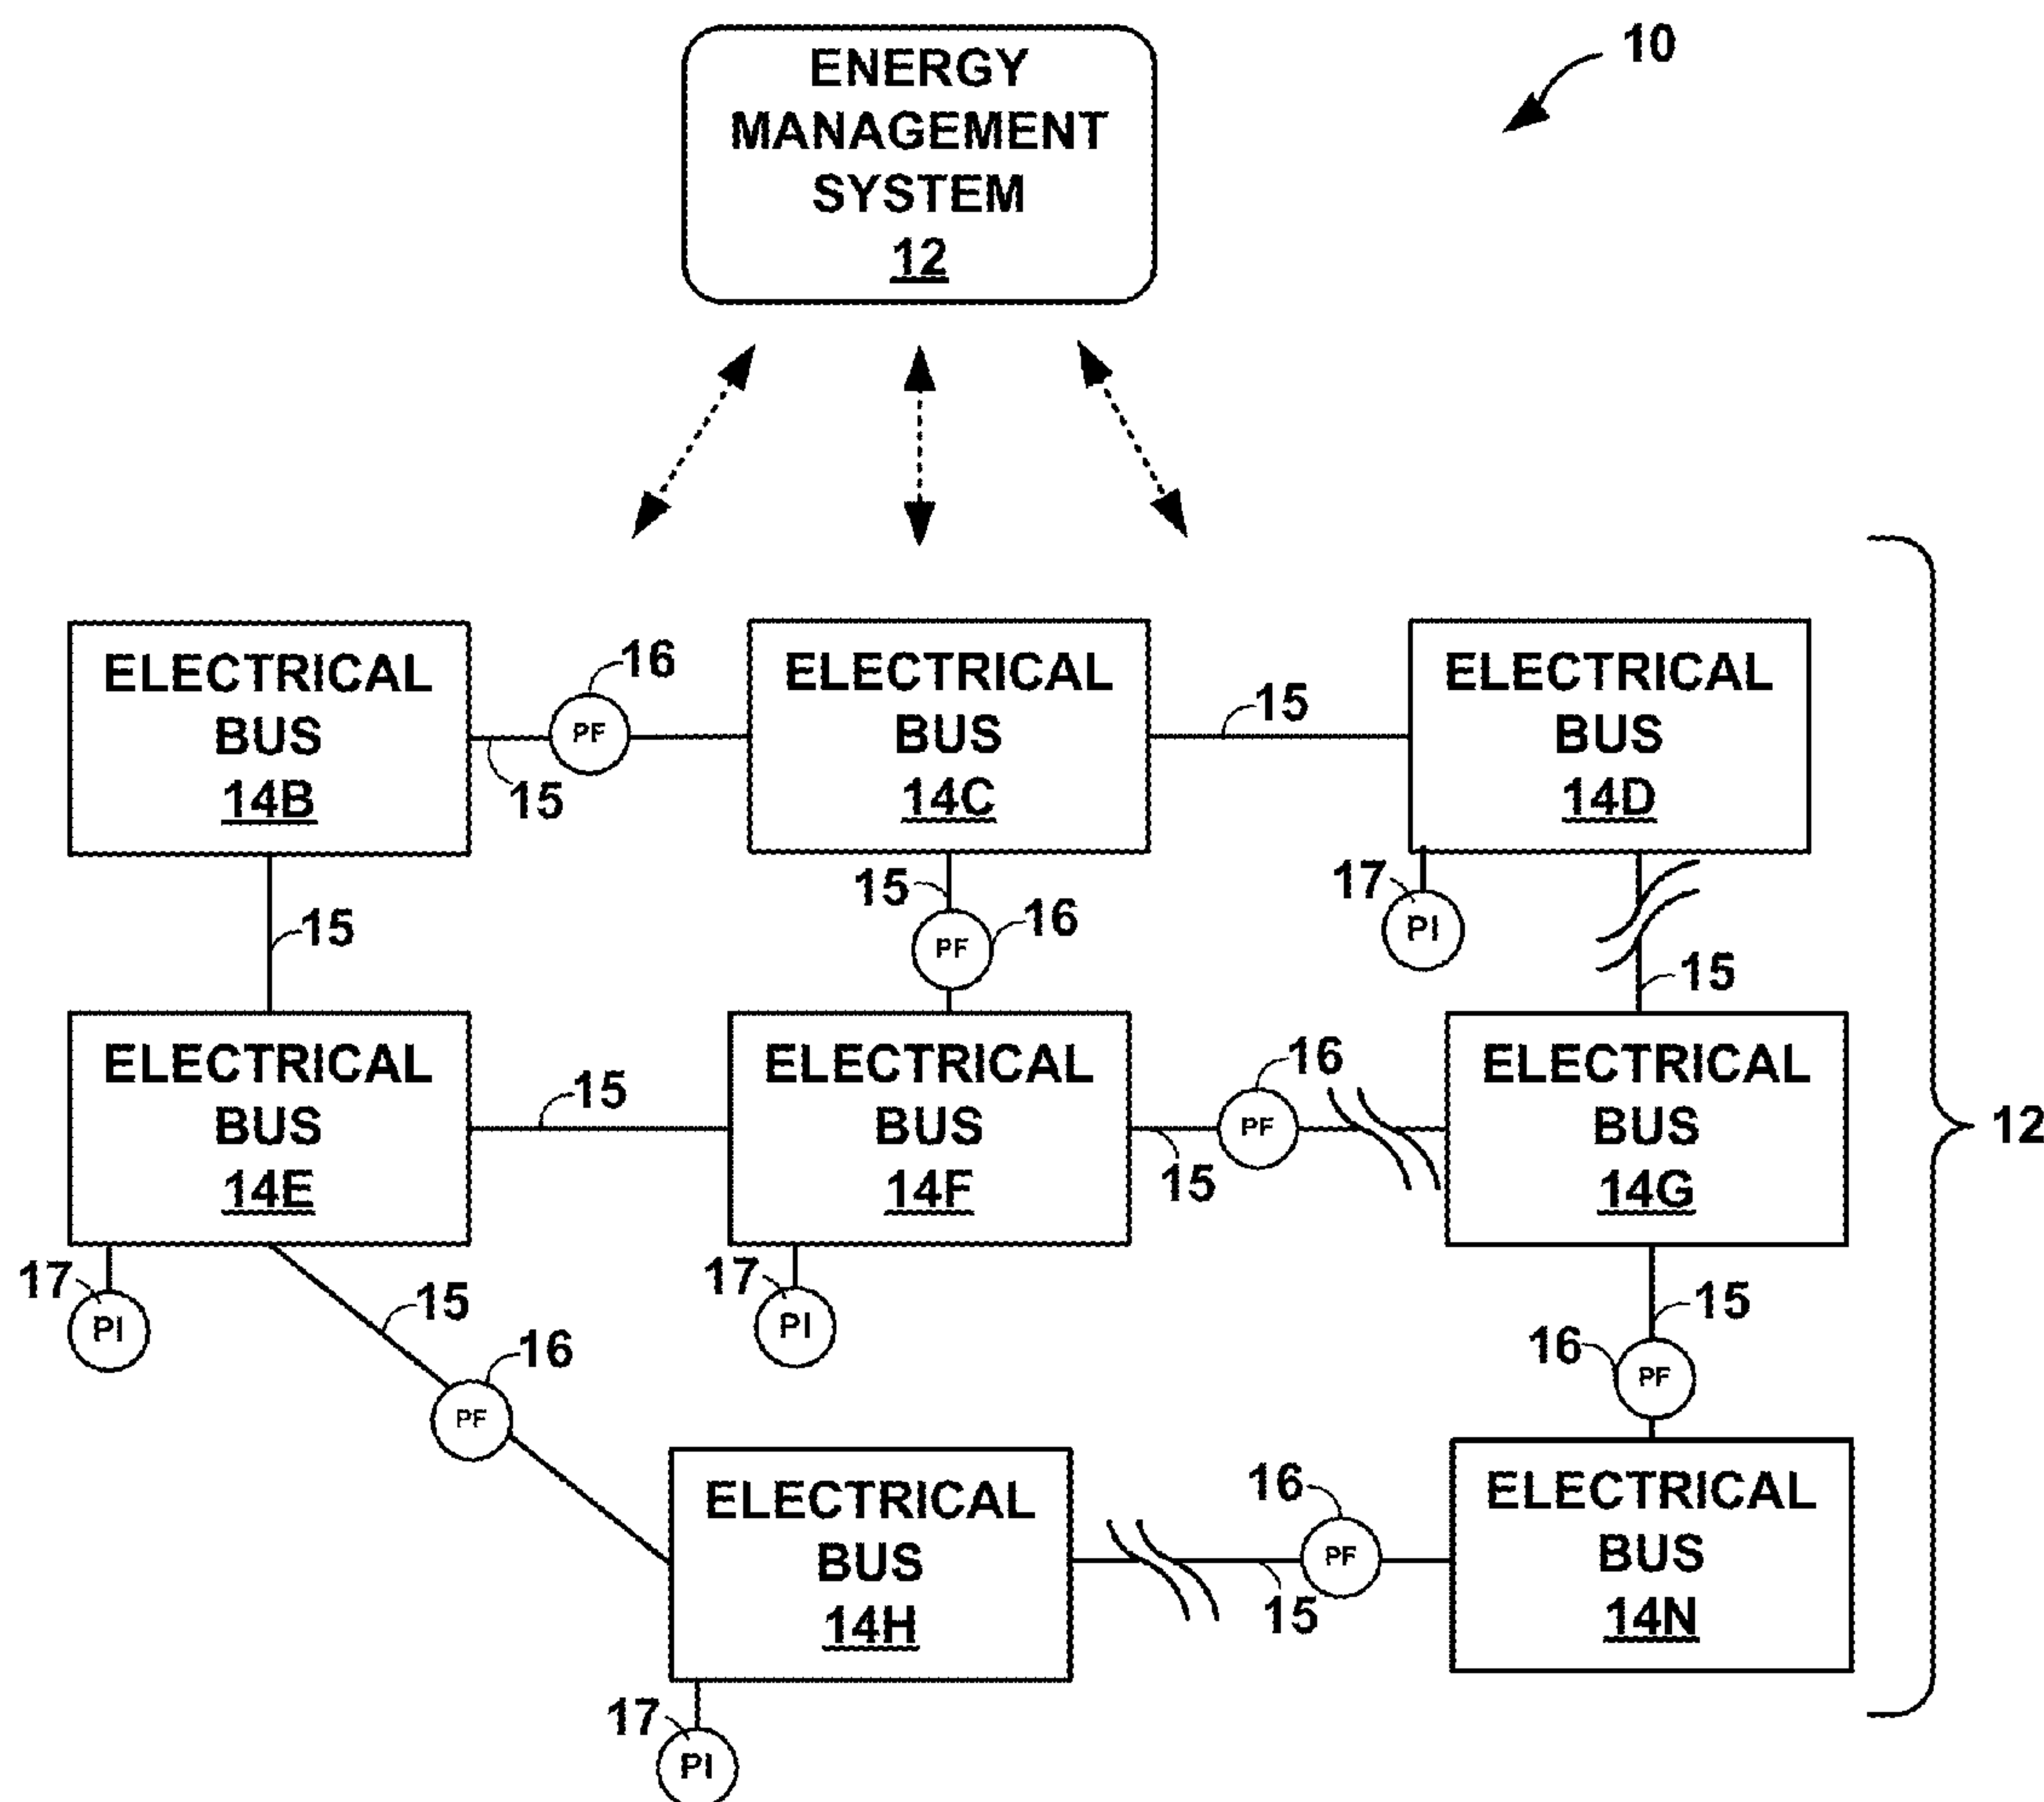 10
ENERGY
MANAGEMENT
SYSTEM
12
ELECTRICAL
BUS
14B
16
PF
15
ELECTRICAL
BUS
14C
15
ELECTRICAL
BUS
14D
15
15
PF
16
17
PI
15
ELECTRICAL
BUS
14E
15
ELECTRICAL
BUS
14F
16
PF
15
ELECTRICAL
BUS
14G
12
17
PI
15
16
PF
17
PI
15
16
PF
ELECTRICAL
BUS
14H
16
PF
15
ELECTRICAL
BUS
14N
17
PI